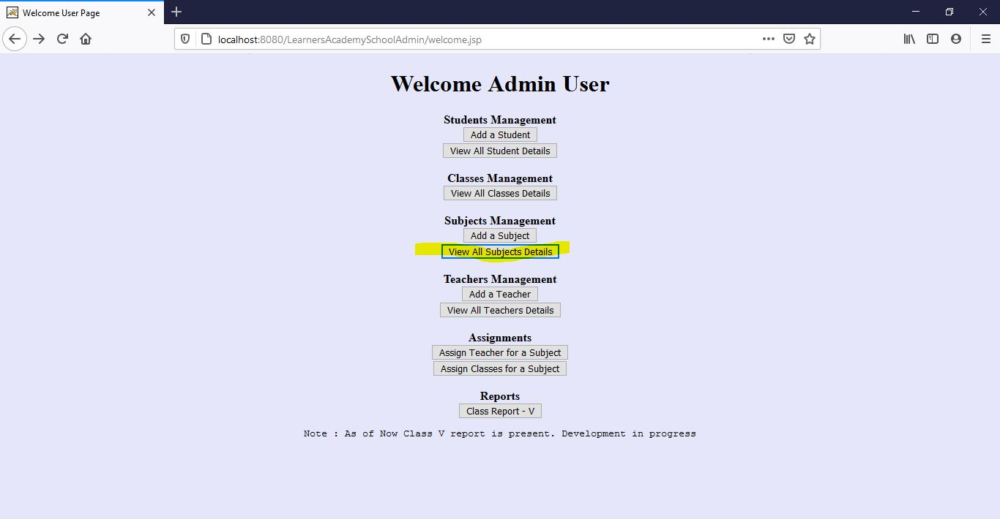 Welcome User Page
localhost:8080/LearnersAcademySchoolAdmin/welcome.jsp
Welcome Admin User
Students Management
Add a Student
View All Student Details
Classes Management
View All Classes Details
Subjects Management
Add a Subject
View All Subjects Details
Teachers Management
Add a Teacher
View All Teachers Details
Assignments
Assign Teacher for a Subject
Assign Classes for a Subject
Reports
Class Report - V
Note : As of Now Class V report is present. Development in progress